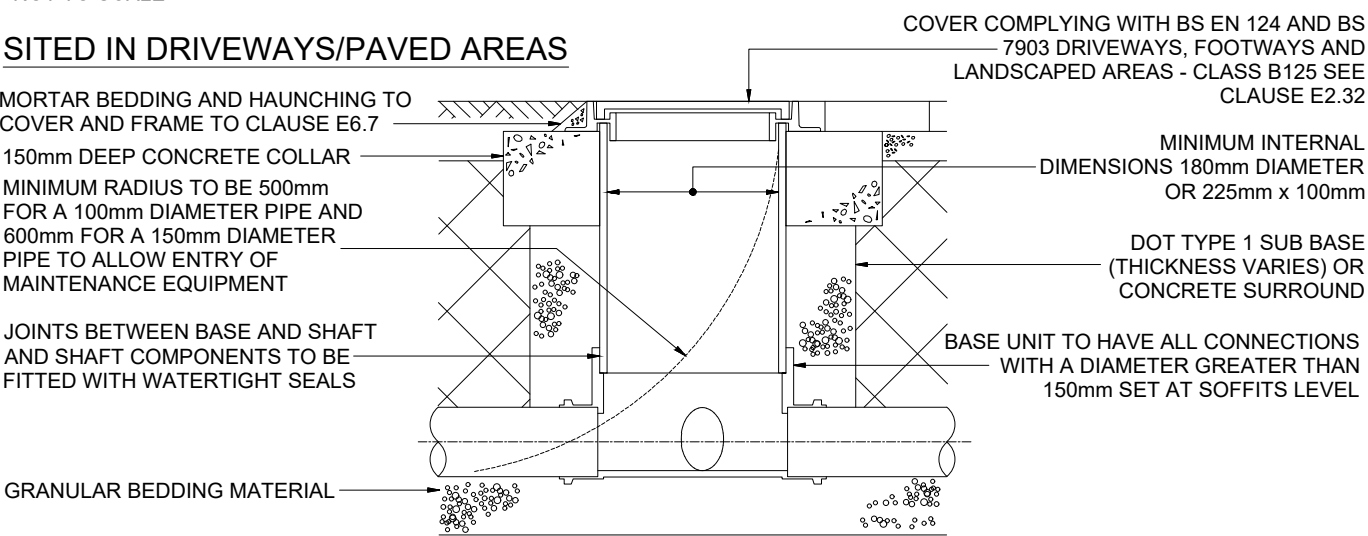 SITED IN DRIVEWAYS/PAVED AREAS
MORTAR BEDDING AND HAUNCHING TO
COVER AND FRAME TO CLAUSE E6.7
150mm DEEP CONCRETE COLLAR
MINIMUM RADIUS TO BE 500mm
FOR A 100mm DIAMETER PIPE AND
600mm FOR A 150mm DIAMETER
PIPE TO ALLOW ENTRY OF
MAINTENANCE EQUIPMENT
JOINTS BETWEEN BASE AND SHAFT
AND SHAFT COMPONENTS TO BE
FITTED WITH WATERTIGHT SEALS
GRANULAR BEDDING MATERIAL
COVER COMPLYING WITH BS EN 124 AND BS
7903 DRIVEWAYS, FOOTWAYS AND
LANDSCAPED AREAS - CLASS B125 SEE
CLAUSE E2.32
MINIMUM INTERNAL
DIMENSIONS 180mm DIAMETER
OR 225mm x 100mm
DOT TYPE 1 SUB BASE
(THICKNESS VARIES) OR
CONCRETE SURROUND
BASE UNIT TO HAVE ALL CONNECTIONS
WITH A DIAMETER GREATER THAN
150mm SET AT SOFFITS LEVEL